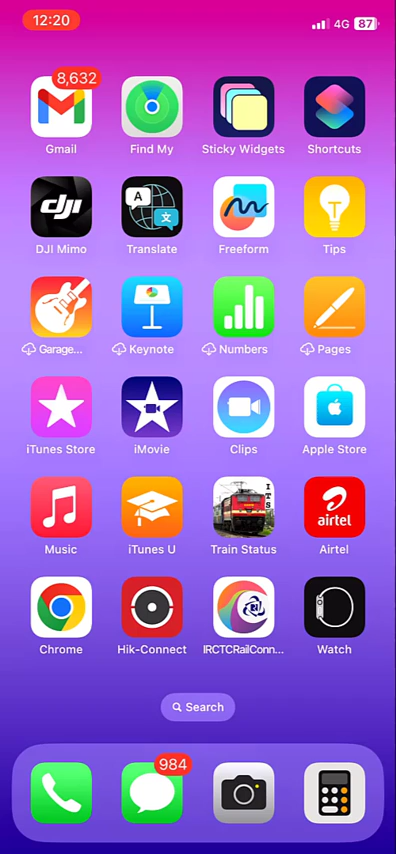 12:20
4G 87
8,632
Gmail
Find My
Sticky Widgets
Shortcuts
dji
A 文
T
DJI Mimo
Translate
Freeform
Tips
Garage...
Keynote
Numbers
Pages
iTunes Store
iMovie
Clips
Apple Store
ITS
airtel
Music
iTunes U
Train Status
Airtel
Chrome
Hik-Connect
IRCTCRailConn...
Watch
Search
984